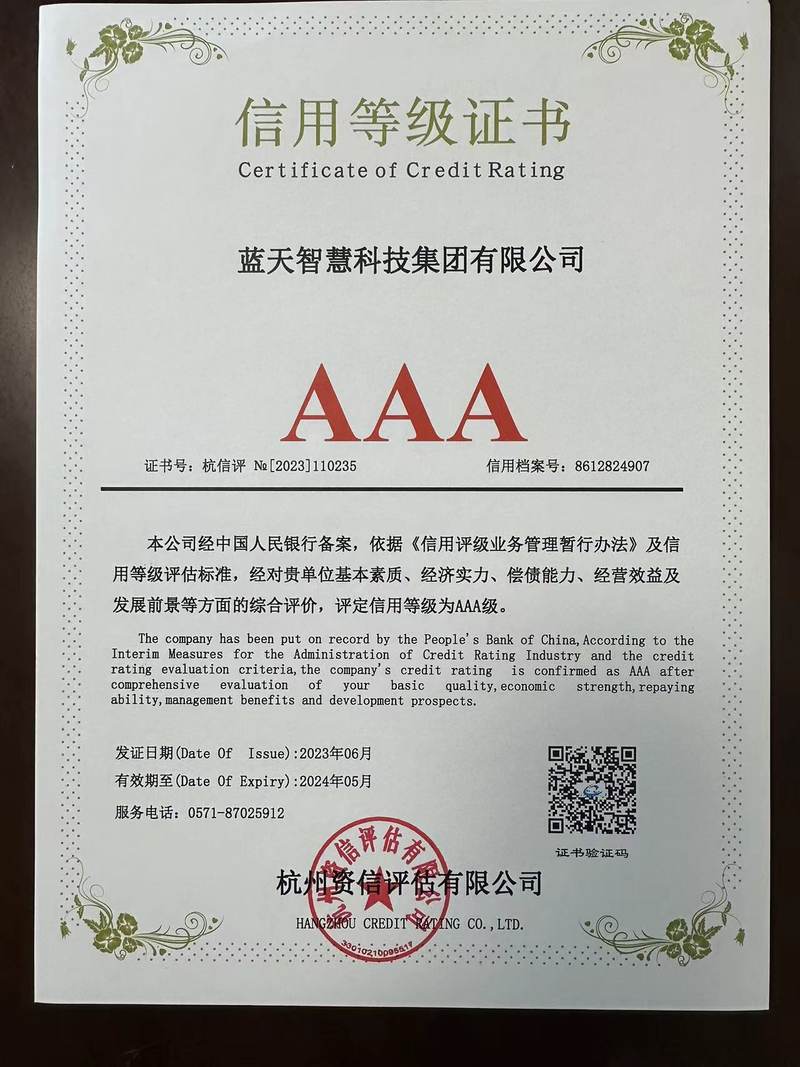 信用等级证书
Certificate of Credit Rating
蓝天智慧科技集团有限公司
AAA
证书号：杭信评 №[2023]110235
信用档案号：8612824907
本公司经中国人民银行备案，依据《信用评级业务管理暂行办法》及信
用等级评估标准，经对贵单位基本素质、经济实力、偿债能力、经营效益及
发展前景等方面的综合评价，评定信用等级为AAA级。
The company has been put on record by the People's Bank of China,According to the
Interim Measures for the Administration of Credit Rating Industry and the credit
rating evaluation criteria,the company's credit rating is confirmed as AAA after
comprehensive evaluation of your basic quality,economic strength,repaying
ability,management benefits and development prospects.
发证日期(Date Of Issue):2023年06月
有效期至(Date Of Expiry):2024年05月
服务电话：0571-87025912
证书验证码
杭州资信评估有限公司
HANGZHOU CREDIT RATING CO.,LTD.
杭州资信评估有限公司